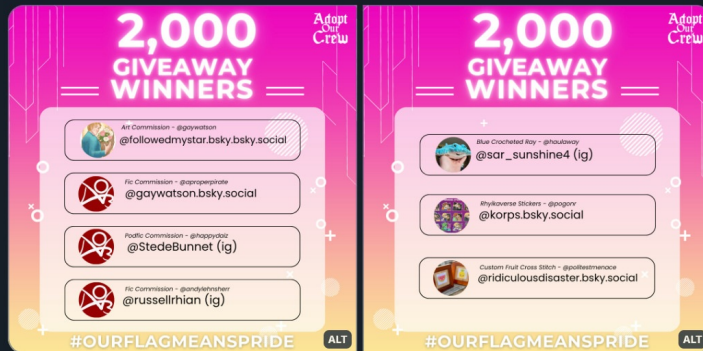 2,000
GIVEAWAY
WINNERS
Adopt
Our
Crew
Art Commission - @gaywatson
@followedmystar.bsky.bsky.social
Fic Commission - @aproperpirate
@gaywatson.bsky.social
Podfic Commission - @happydaiz
@StedeBunnet (ig)
Fic Commission - @andylehnsherr
@russellrhian (ig)
#OURFLAGMEANSPRIDE
ALT
2,000
GIVEAWAY
WINNERS
Adopt
Our
Crew
Blue Crocheted Ray - @haulaway
@sar_sunshine4 (ig)
Rhyikaverse Stickers - @pogonr
@korps.bsky.social
Custom Fruit Cross Stitch - @politestmenace
@ridiculousdisaster.bsky.social
#OURFLAGMEANSPRIDE
ALT